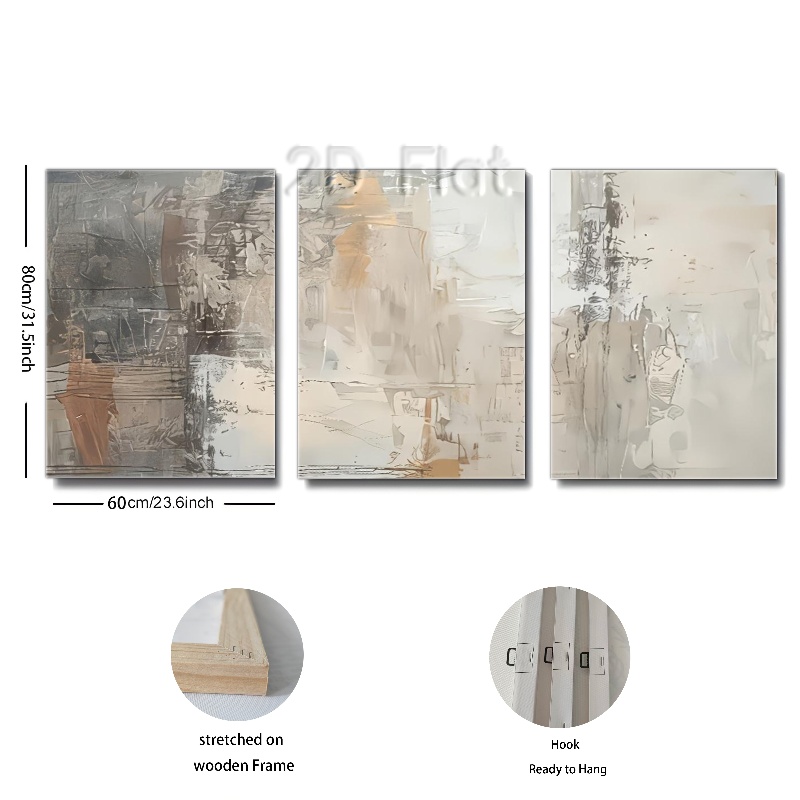 2D Flat
80cm/31.5inch
60cm/23.6inch
stretched on
wooden Frame
Hook
Ready to Hang